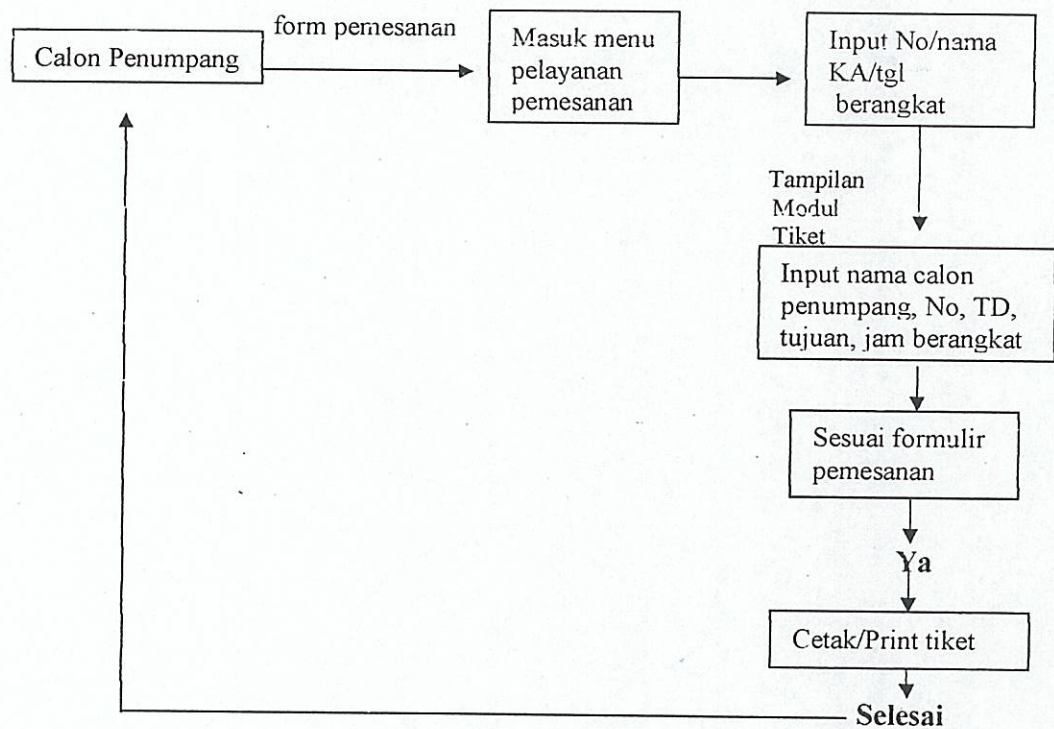 Calon Penumpang
form pemesanan
Masuk menu
pelayanan
pemesanan
Input No/nama
KA/tgl
berangkat
Tampilan
Modul
Tiket
Input nama calon
penumpang, No, TD,
tujuan, jam berangkat
Sesuai formulir
pemesanan
Ya
Cetak/Print tiket
Selesai